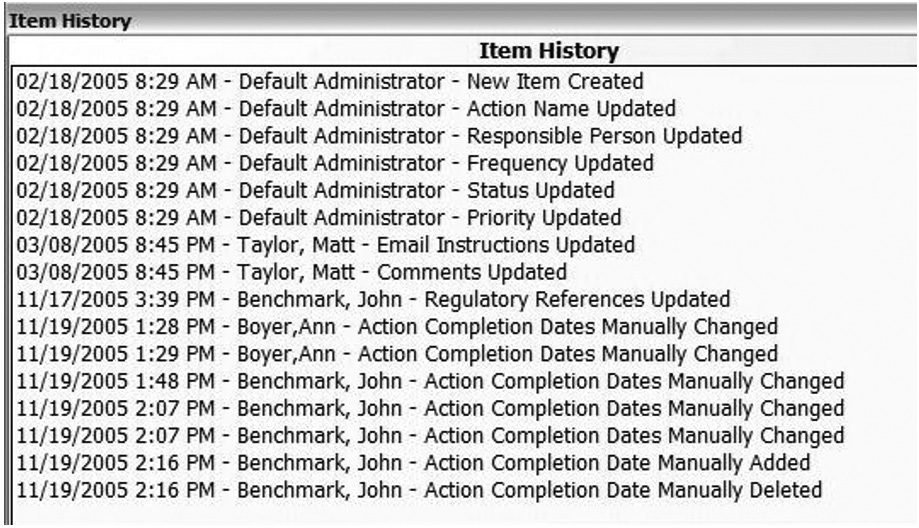 Item History
Item History
02/18/2005 8:29 AM - Default Administrator - New Item Created
02/18/2005 8:29 AM - Default Administrator - Action Name Updated
02/18/2005 8:29 AM - Default Administrator - Responsible Person Updated
02/18/2005 8:29 AM - Default Administrator - Frequency Updated
02/18/2005 8:29 AM - Default Administrator - Status Updated
02/18/2005 8:29 AM - Default Administrator - Priority Updated
03/08/2005 8:45 PM - Taylor, Matt - Email Instructions Updated
03/08/2005 8:45 PM - Taylor, Matt - Comments Updated
11/17/2005 3:39 PM - Benchmark, John - Regulatory References Updated
11/19/2005 1:28 PM - Boyer,Ann - Action Completion Dates Manually Changed
11/19/2005 1:29 PM - Boyer,Ann - Action Completion Dates Manually Changed
11/19/2005 1:48 PM - Benchmark, John - Action Completion Dates Manually Changed
11/19/2005 2:07 PM - Benchmark, John - Action Completion Dates Manually Changed
11/19/2005 2:07 PM - Benchmark, John - Action Completion Dates Manually Changed
11/19/2005 2:16 PM - Benchmark, John - Action Completion Date Manually Added
11/19/2005 2:16 PM - Benchmark, John - Action Completion Date Manually Deleted